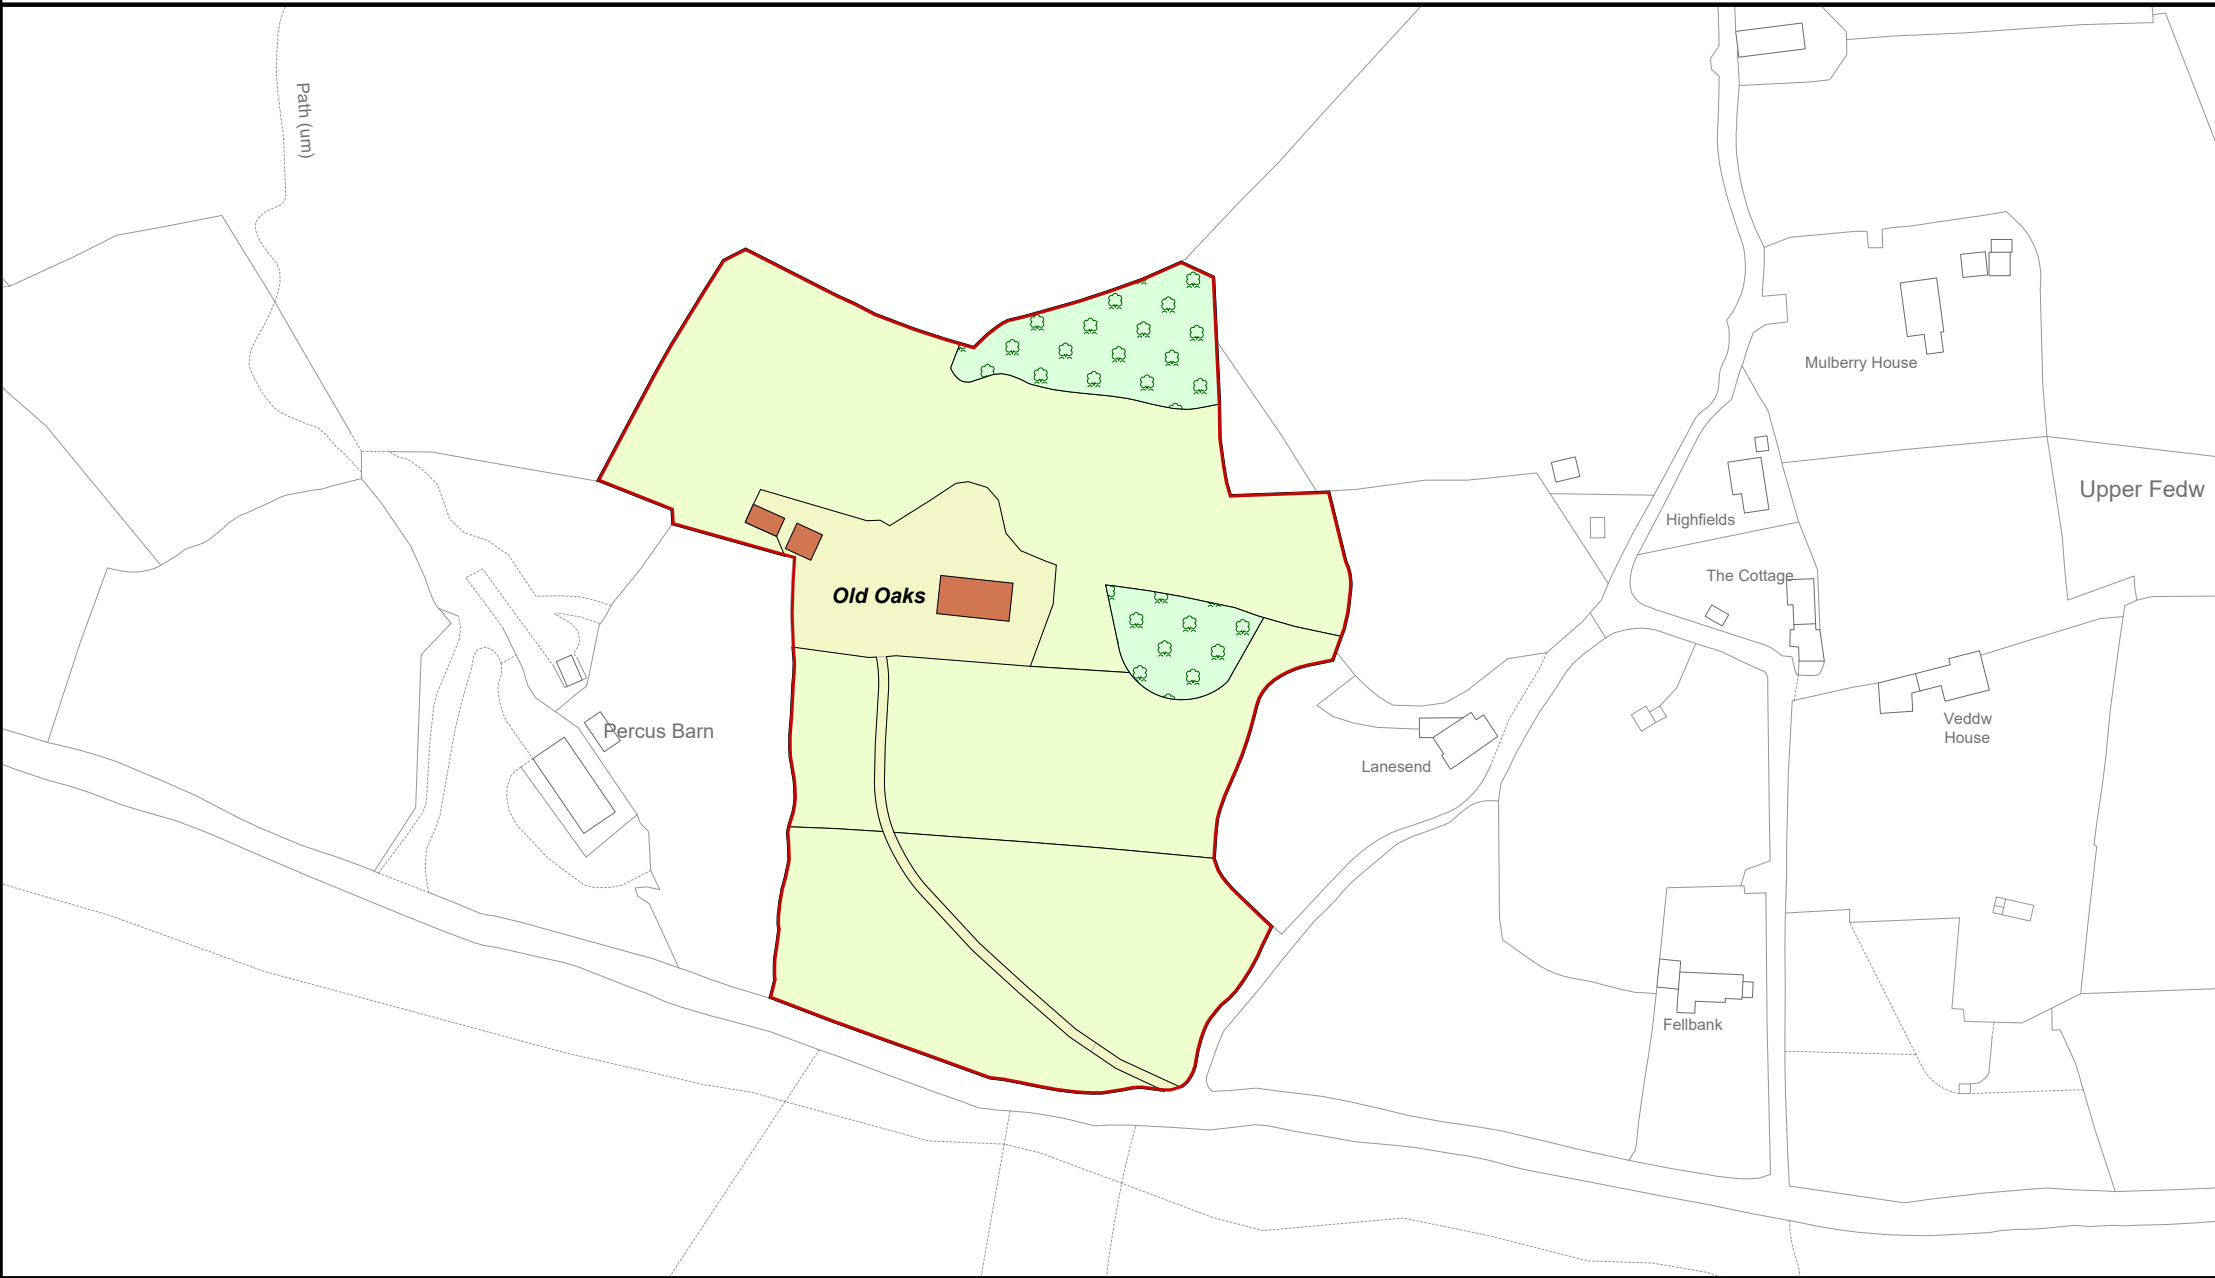 Path (um)
Mulberry House
Upper Fedw
Highfields
The Cottage
Old Oaks
Percus Barn
Veddw
House
Lanesend
Fellbank